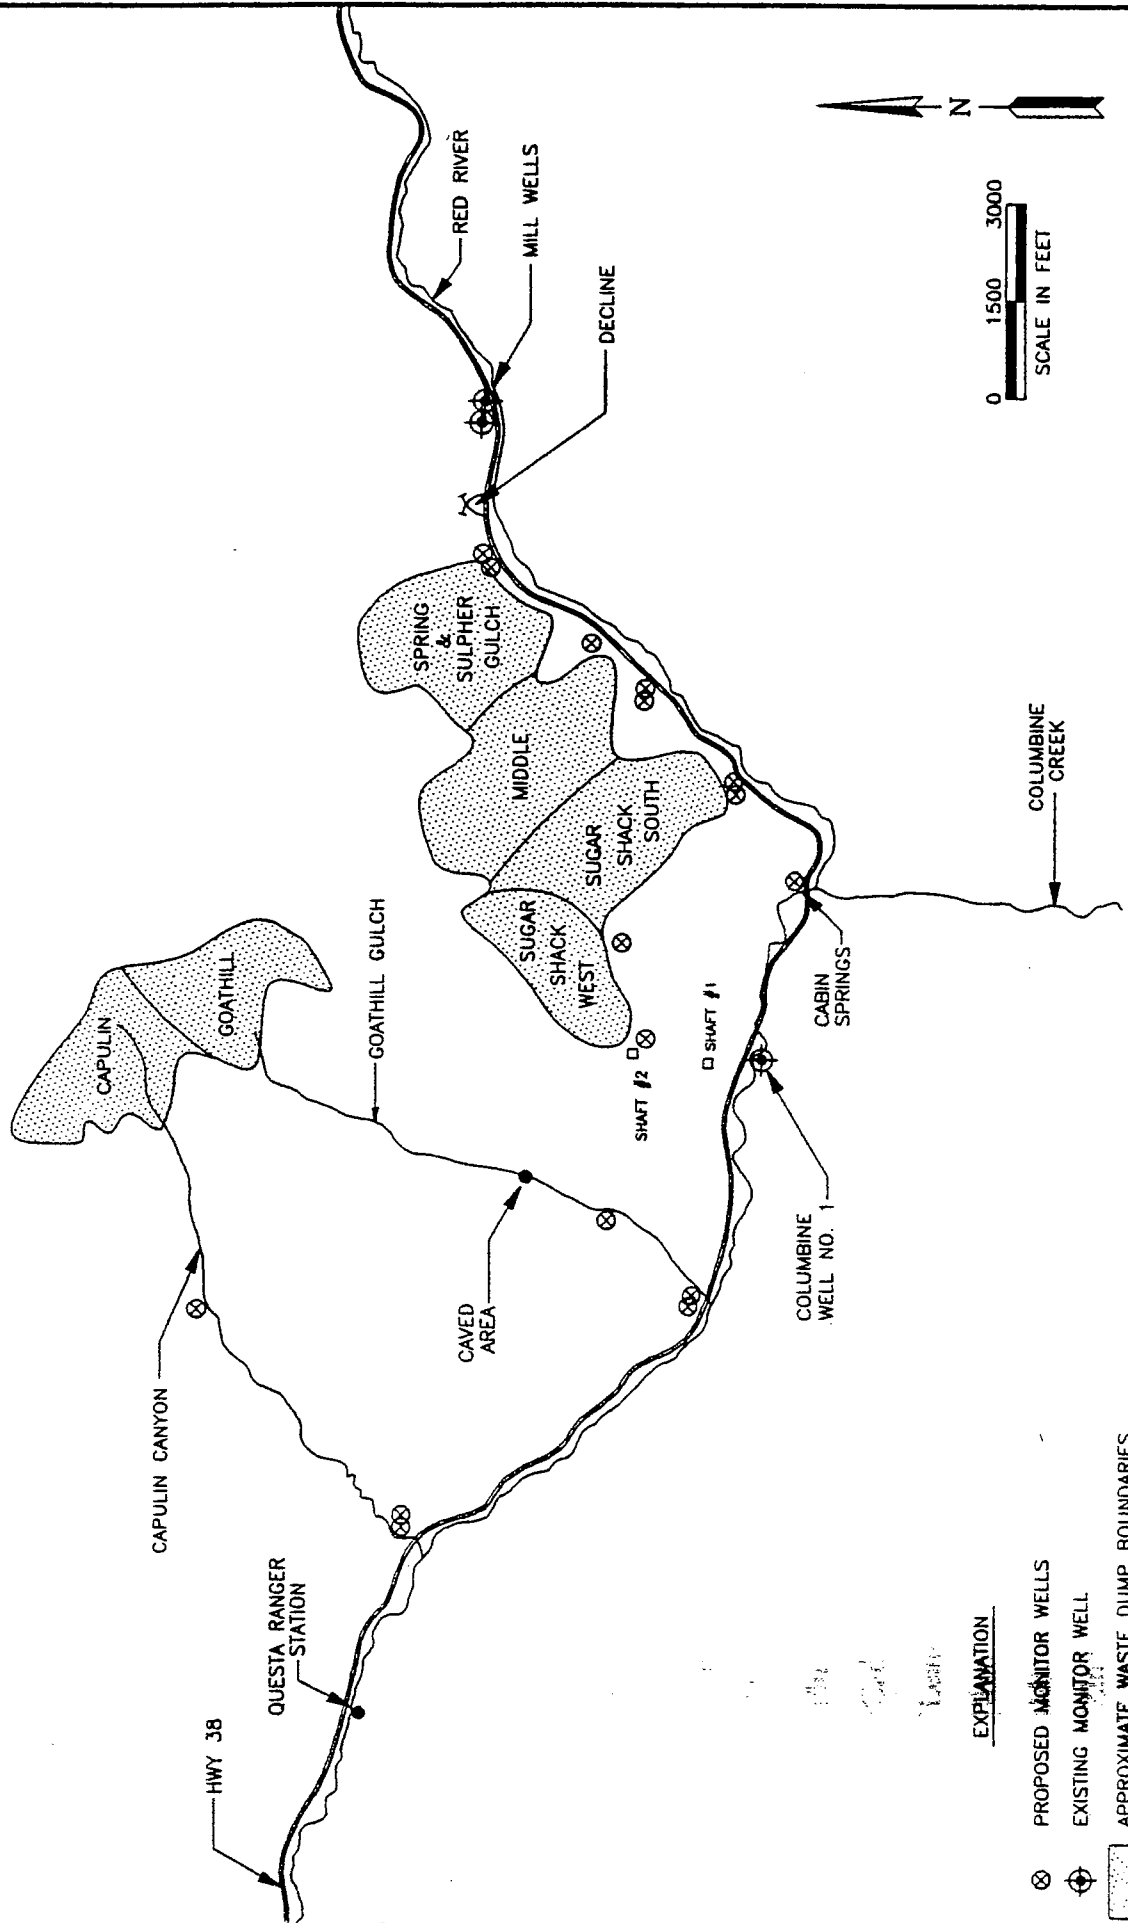 HWY 38
QUESTA RANGER
STATION
CAPULIN CANYON
CAPULIN
GOATHILL
GOATHILL GULCH
CAVED
AREA
SUGAR
SHACK
WEST
SUGAR
SHACK
SOUTH
MIDDLE
SPRING
&
SULPHER
GULCH
SHAFT #2
SHAFT #1
COLUMBINE
WELL NO. 1
CABIN
SPRINGS
COLUMBINE
CREEK
DECLINE
MILL WELLS
RED RIVER
N
0 1500 3000
SCALE IN FEET
EXPLANATION
PROPOSED MONITOR WELLS
EXISTING MONITOR WELL
APPROXIMATE WASTE DUMP BOUNDARIES